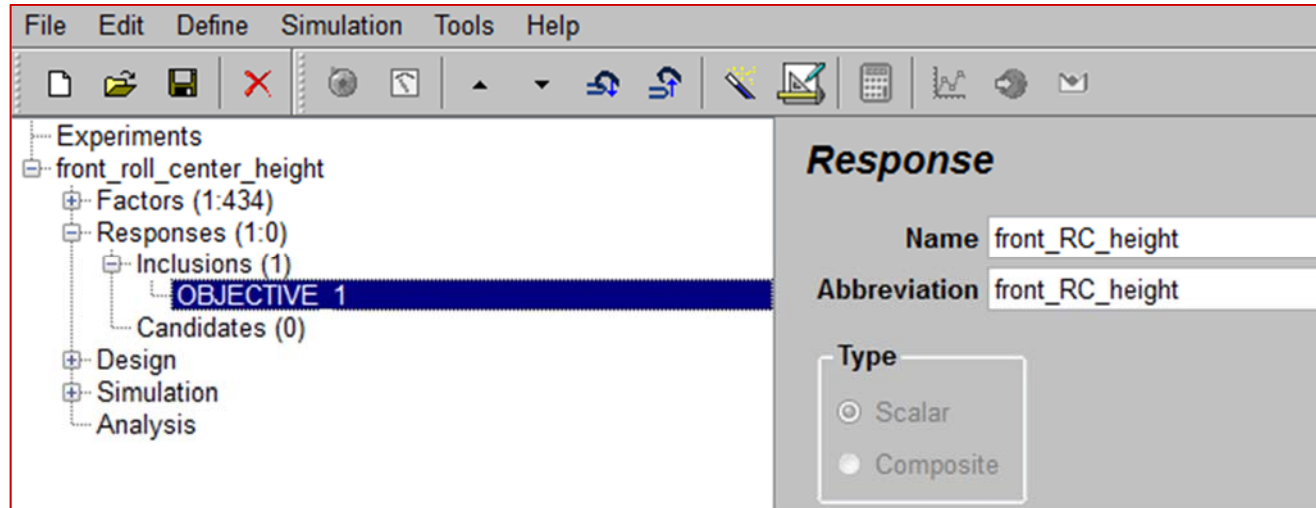 File Edit Define Simulation Tools Help
Experiments
front_roll_center_height
Factors (1:434)
Responses (1:0)
Inclusions (1)
OBJECTIVE_1
Candidates (0)
Design
Simulation
Analysis
Response
Name front_RC_height
Abbreviation front_RC_height
Type
Scalar
Composite